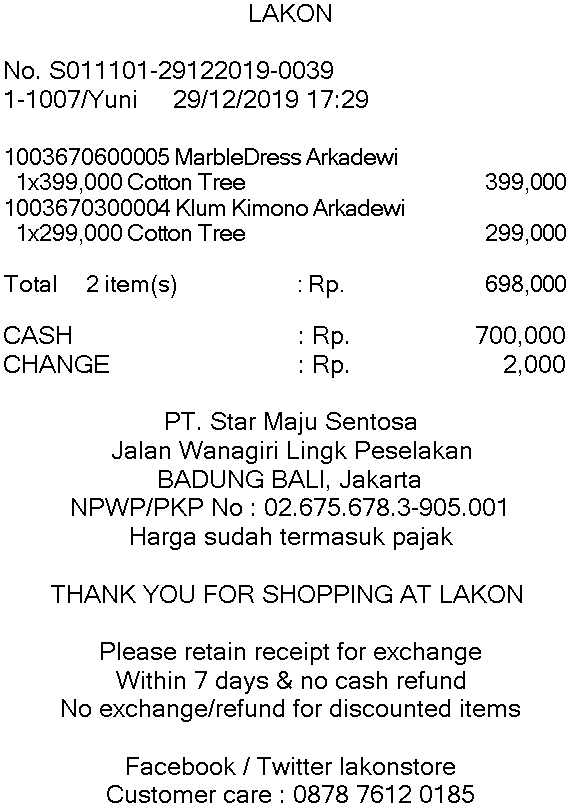 LAKON
No. S011101-29122019-0039
1-1007/Yuni 29/12/2019 17:29
1003670600005 MarbleDress Arkadewi
1x399,000 Cotton Tree 399,000
1003670300004 Klum Kimono Arkadewi
1x299,000 Cotton Tree 299,000
Total 2 item(s) : Rp. 698,000
CASH : Rp. 700,000
CHANGE : Rp. 2,000
PT. Star Maju Sentosa
Jalan Wanagiri Lingk Peselakan
BADUNG BALI, Jakarta
NPWP/PKP No : 02.675.678.3-905.001
Harga sudah termasuk pajak
THANK YOU FOR SHOPPING AT LAKON
Please retain receipt for exchange
Within 7 days & no cash refund
No exchange/refund for discounted items
Facebook / Twitter lakonstore
Customer care : 0878 7612 0185